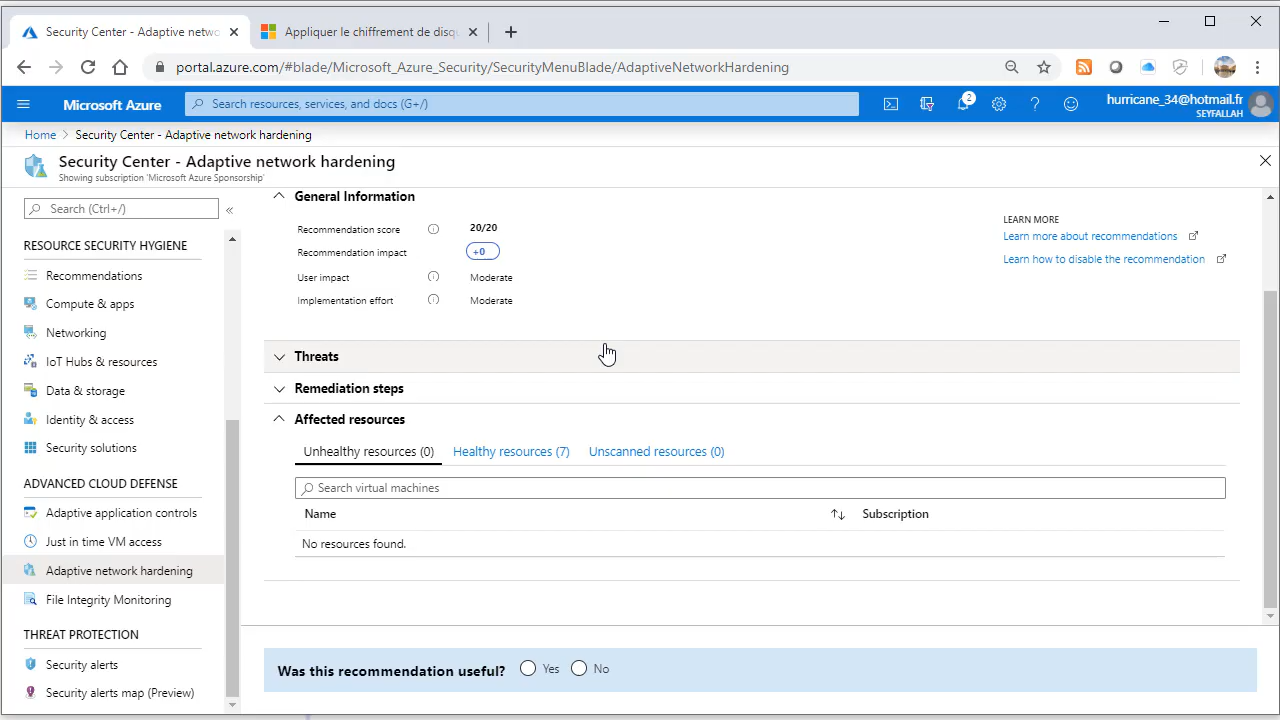 Security Center - Adaptive netwo
Appliquer le chiffrement de disqu
portal.azure.com/#blade/Microsoft_Azure_Security/SecurityMenuBlade/AdaptiveNetworkHardening
Microsoft Azure
Search resources, services, and docs (G+/)
2
hurricane_34@hotmail.fr
SEYFALLAH
Home > Security Center - Adaptive network hardening
Security Center - Adaptive network hardening
Showing subscription 'Microsoft Azure Sponsorship'
Search (Ctrl+/)
«
RESOURCE SECURITY HYGIENE
Recommendations
Compute & apps
Networking
IoT Hubs & resources
Data & storage
Identity & access
Security solutions
ADVANCED CLOUD DEFENSE
Adaptive application controls
Just in time VM access
Adaptive network hardening
File Integrity Monitoring
THREAT PROTECTION
Security alerts
Security alerts map (Preview)
General Information
Recommendation score 20/20
Recommendation impact +0
User impact Moderate
Implementation effort Moderate
LEARN MORE
Learn more about recommendations
Learn how to disable the recommendation
Threats
Remediation steps
Affected resources
Unhealthy resources (0) Healthy resources (7) Unscanned resources (0)
Search virtual machines
Name Subscription
No resources found.
Was this recommendation useful? Yes No